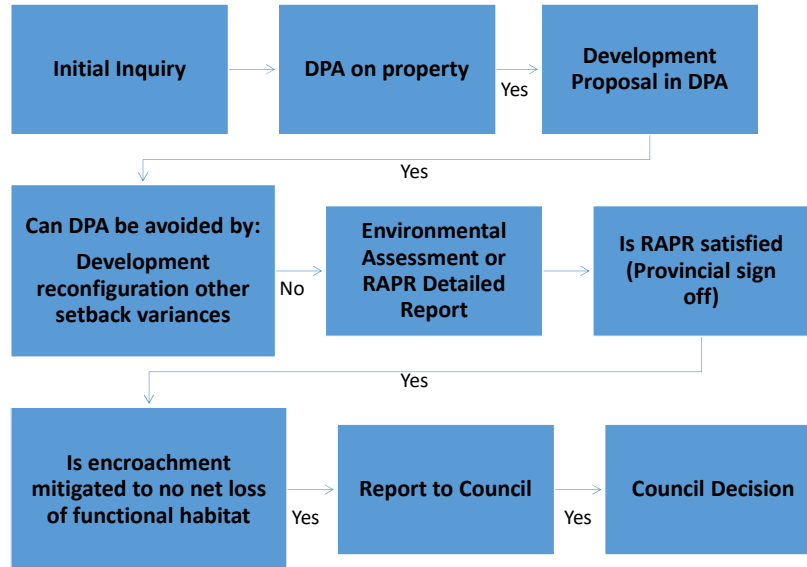 Initial Inquiry
DPA on property
Yes
Development
Proposal in DPA
Yes
Can DPA be avoided by:
Development
reconfiguration other
setback variances
No
Environmental
Assessment or
RAPR Detailed
Report
Is RAPR satisfied
(Provincial sign
off)
Yes
Is encroachment
mitigated to no net loss
of functional habitat
Yes
Report to Council
Yes
Council Decision